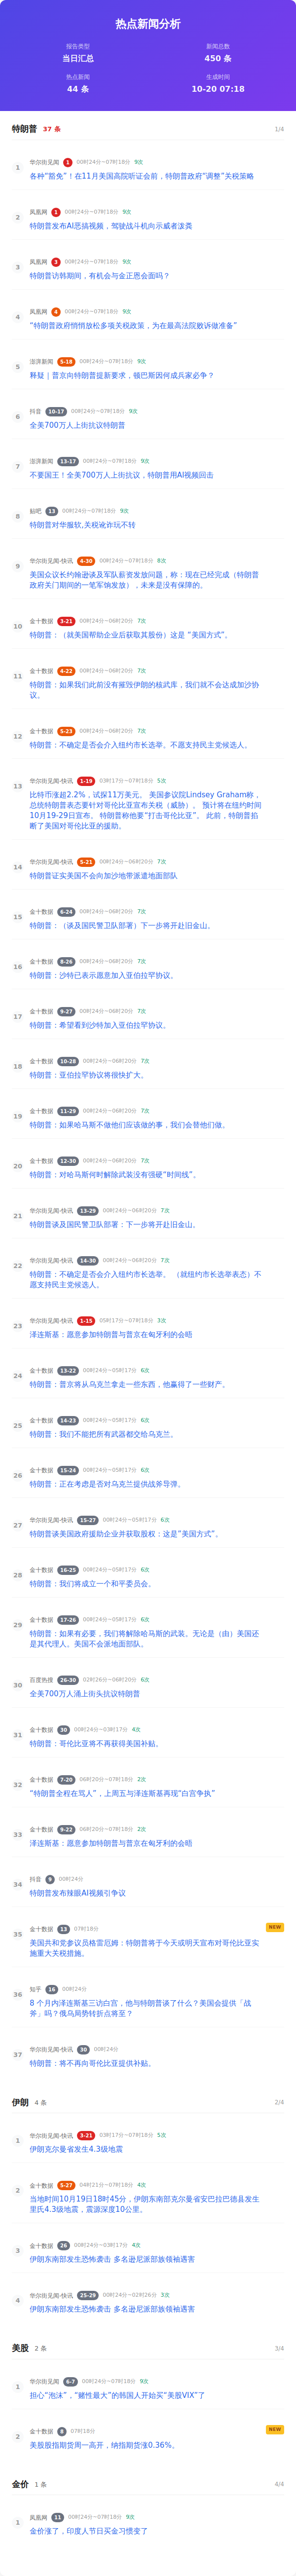 热点新闻分析
报告类型
新闻总数
当日汇总
450 条
热点新闻
生成时间
44 条
10-20 07:18
特朗普 37 条 1/4
1
华尔街见闻 1 00时24分~07时18分 9次
各种“豁免”！在11月美国高院听证会前，特朗普政府“调整”关税策略
2
凤凰网 1 00时24分~07时18分 9次
特朗普发布AI恶搞视频，驾驶战斗机向示威者泼粪
3
凤凰网 3 00时24分~07时18分 9次
特朗普访韩期间，有机会与金正恩会面吗？
4
凤凰网 4 00时24分~07时18分 9次
“特朗普政府悄悄放松多项关税政策，为在最高法院败诉做准备”
5
澎湃新闻 5-18 00时24分~07时18分 9次
释疑｜普京向特朗普提新要求，顿巴斯因何成兵家必争？
6
抖音 10-17 00时24分~07时18分 9次
全美700万人上街抗议特朗普
7
澎湃新闻 13-17 00时24分~07时18分 9次
不要国王！全美700万人上街抗议，特朗普用AI视频回击
8
贴吧 13 00时24分~07时18分 9次
特朗普对华服软,关税讹诈玩不转
9
华尔街见闻-快讯 4-30 00时24分~07时18分 8次
美国众议长约翰逊谈及军队薪资发放问题，称：现在已经完成（特朗普
政府关门期间的一笔军饷发放），未来是没有保障的。
10
金十数据 3-21 00时24分~06时20分 7次
特朗普：（就美国帮助企业后获取其股份）这是 “美国方式”。
11
金十数据 4-22 00时24分~06时20分 7次
特朗普：如果我们此前没有摧毁伊朗的核武库，我们就不会达成加沙协
议。
12
金十数据 5-23 00时24分~06时20分 7次
特朗普：不确定是否会介入纽约市长选举。不愿支持民主党候选人。
13
华尔街见闻-快讯 1-19 03时17分~07时18分 5次
比特币涨超2.2%，试探11万美元。 美国参议院Lindsey Graham称，
总统特朗普表态要针对哥伦比亚宣布关税（威胁）。 预计将在纽约时间
10月19-29日宣布。 特朗普称他要“打击哥伦比亚”。 此前，特朗普掐
断了美国对哥伦比亚的援助。
14
华尔街见闻-快讯 5-21 00时24分~06时20分 7次
特朗普证实美国不会向加沙地带派遣地面部队
15
金十数据 6-24 00时24分~06时20分 7次
特朗普：（谈及国民警卫队部署）下一步将开赴旧金山。
16
金十数据 8-26 00时24分~06时20分 7次
特朗普：沙特已表示愿意加入亚伯拉罕协议。
17
金十数据 9-27 00时24分~06时20分 7次
特朗普：希望看到沙特加入亚伯拉罕协议。
18
金十数据 10-28 00时24分~06时20分 7次
特朗普：亚伯拉罕协议将很快扩大。
19
金十数据 11-29 00时24分~06时20分 7次
特朗普：如果哈马斯不做他们应该做的事，我们会替他们做。
20
金十数据 12-30 00时24分~06时20分 7次
特朗普：对哈马斯何时解除武装没有强硬“时间线”。
21
华尔街见闻-快讯 13-29 00时24分~06时20分 7次
特朗普谈及国民警卫队部署：下一步将开赴旧金山。
22
华尔街见闻-快讯 14-30 00时24分~06时20分 7次
特朗普：不确定是否会介入纽约市长选举。 （就纽约市长选举表态）不
愿支持民主党候选人。
23
华尔街见闻-快讯 1-15 05时17分~07时18分 3次
泽连斯基：愿意参加特朗普与普京在匈牙利的会晤
24
金十数据 13-22 00时24分~05时17分 6次
特朗普：普京将从乌克兰拿走一些东西，他赢得了一些财产。
25
金十数据 14-23 00时24分~05时17分 6次
特朗普：我们不能把所有武器都交给乌克兰。
26
金十数据 15-24 00时24分~05时17分 6次
特朗普：正在考虑是否对乌克兰提供战斧导弹。
27
华尔街见闻-快讯 15-27 00时24分~05时17分 6次
特朗普谈美国政府援助企业并获取股权：这是“美国方式”。
28
金十数据 16-25 00时24分~05时17分 6次
特朗普：我们将成立一个和平委员会。
29
金十数据 17-26 00时24分~05时17分 6次
特朗普：如果有必要，我们将解除哈马斯的武装。无论是（由）美国还
是其代理人。美国不会派地面部队。
30
百度热搜 26-30 02时26分~06时20分 6次
全美700万人涌上街头抗议特朗普
31
金十数据 30 00时24分~03时17分 4次
特朗普：哥伦比亚将不再获得美国补贴。
32
金十数据 7-20 06时20分~07时18分 2次
“特朗普全程在骂人”，上周五与泽连斯基再现“白宫争执”
33
金十数据 9-22 06时20分~07时18分 2次
泽连斯基：愿意参加特朗普与普京在匈牙利的会晤
34
抖音 9 00时24分
特朗普发布辣眼AI视频引争议
35
金十数据 13 07时18分 NEW
美国共和党参议员格雷厄姆：特朗普将于今天或明天宣布对哥伦比亚实
施重大关税措施。
36
知乎 16 00时24分
8 个月内泽连斯基三访白宫，他与特朗普谈了什么？美国会提供「战
斧」吗？俄乌局势转折点将至？
37
华尔街见闻-快讯 30 00时24分
特朗普：将不再向哥伦比亚提供补贴。
伊朗 4 条 2/4
1
华尔街见闻-快讯 3-21 03时17分~07时18分 5次
伊朗克尔曼省发生4.3级地震
2
金十数据 5-27 04时21分~07时18分 4次
当地时间10月19日18时45分，伊朗东南部克尔曼省安巴拉巴德县发生
里氏4.3级地震，震源深度10公里。
3
金十数据 26 00时24分~03时17分 4次
伊朗东南部发生恐怖袭击 多名逊尼派部族领袖遇害
4
华尔街见闻-快讯 25-29 00时24分~02时26分 3次
伊朗东南部发生恐怖袭击 多名逊尼派部族领袖遇害
美股 2 条 3/4
1
华尔街见闻 6-7 00时24分~07时18分 9次
担心“泡沫”，“赌性最大”的韩国人开始买“美股VIX”了
2
金十数据 8 07时18分 NEW
美股股指期货周一高开，纳指期货涨0.36%。
金价 1 条 4/4
1
凤凰网 11 00时24分~07时18分 9次
金价涨了，印度人节日买金习惯变了